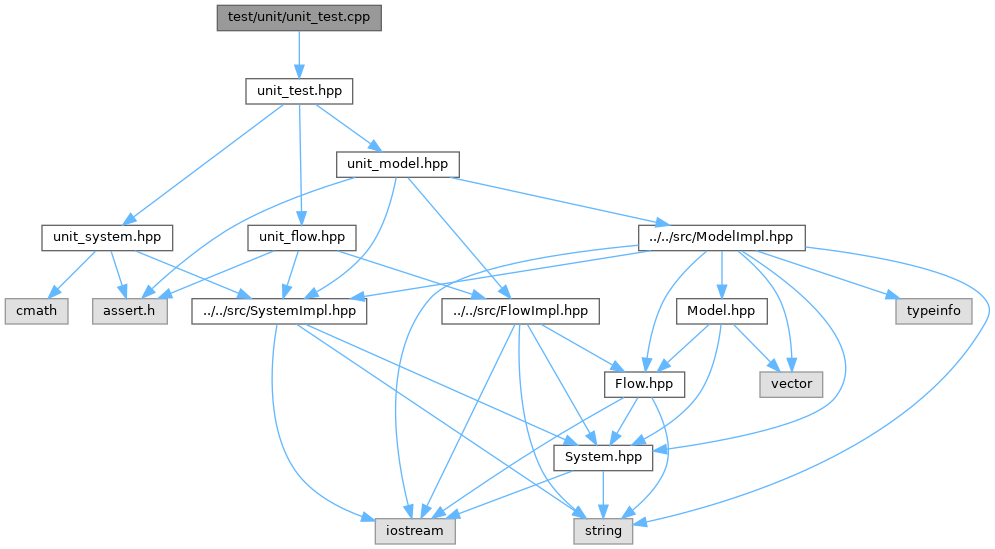 test/unit/unit_test.cpp
unit_test.hpp
unit_model.hpp
unit_system.hpp
unit_flow.hpp
../../src/ModelImpl.hpp
cmath
assert.h
../../src/SystemImpl.hpp
../../src/FlowImpl.hpp
Model.hpp
typeinfo
Flow.hpp
vector
System.hpp
iostream
string